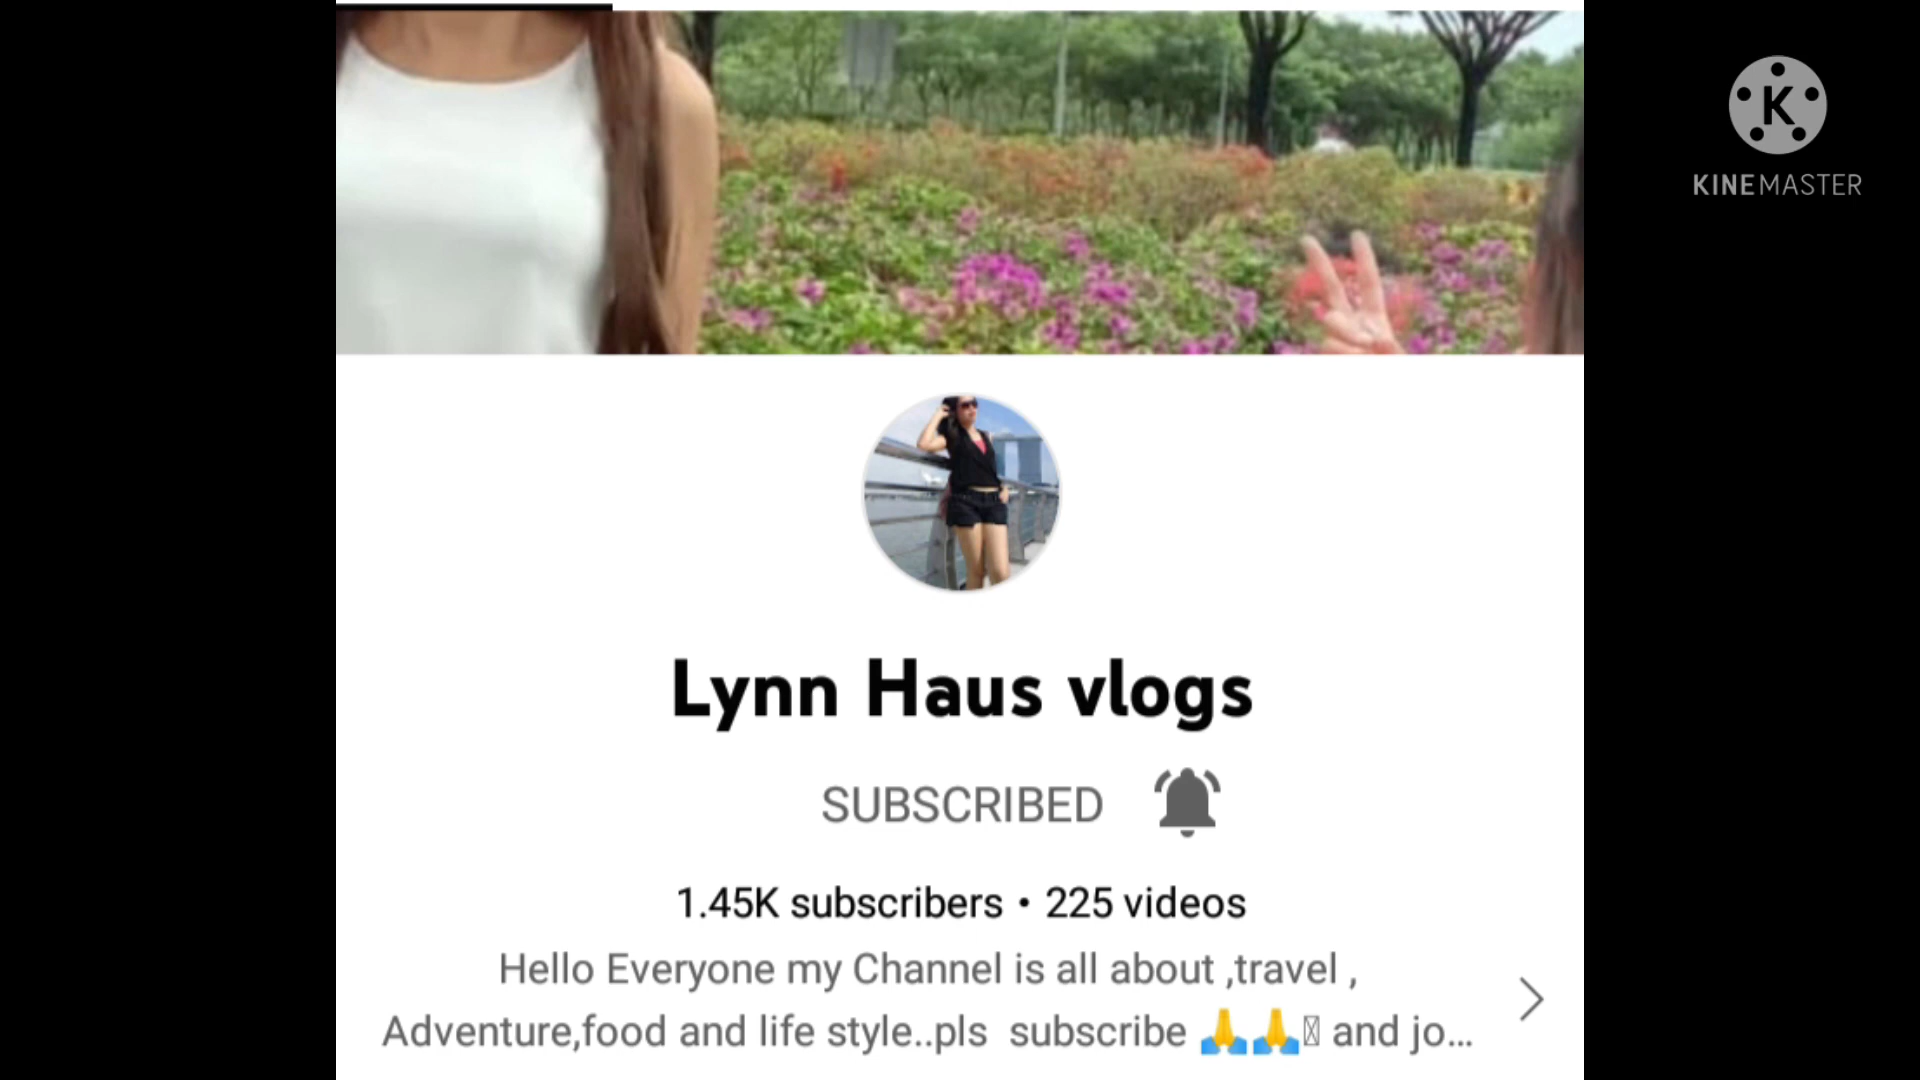 K
KINEMASTER
Lynn Haus vlogs
SUBSCRIBED
1.45K subscribers • 225 videos
Hello Everyone my Channel is all about ,travel ,
Adventure,food and life style..pls subscribe 🙏🙏 and jo...